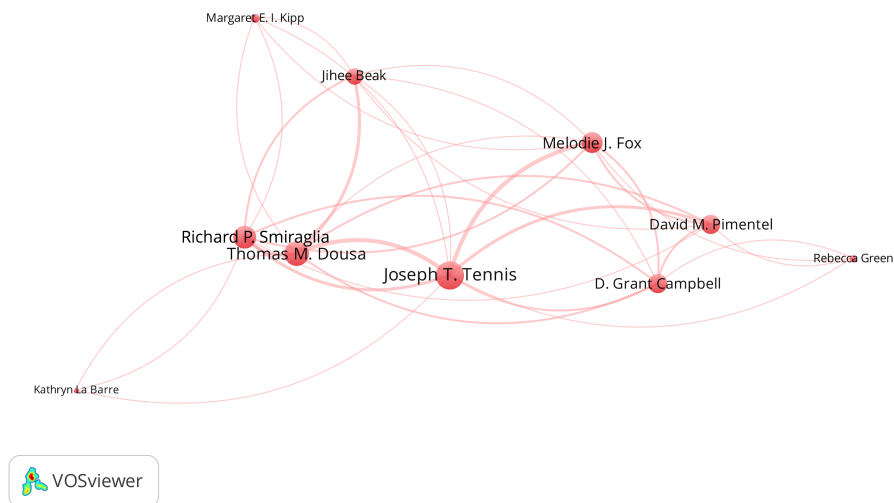 Margaret E. I. Kipp
Jihee Beak
Melodie J. Fox
David M. Pimentel
Richard P. Smiraglia
Thomas M. Dousa
Rebecca Green
Joseph T. Tennis
D. Grant Campbell
Kathryn La Barre
VOSviewer